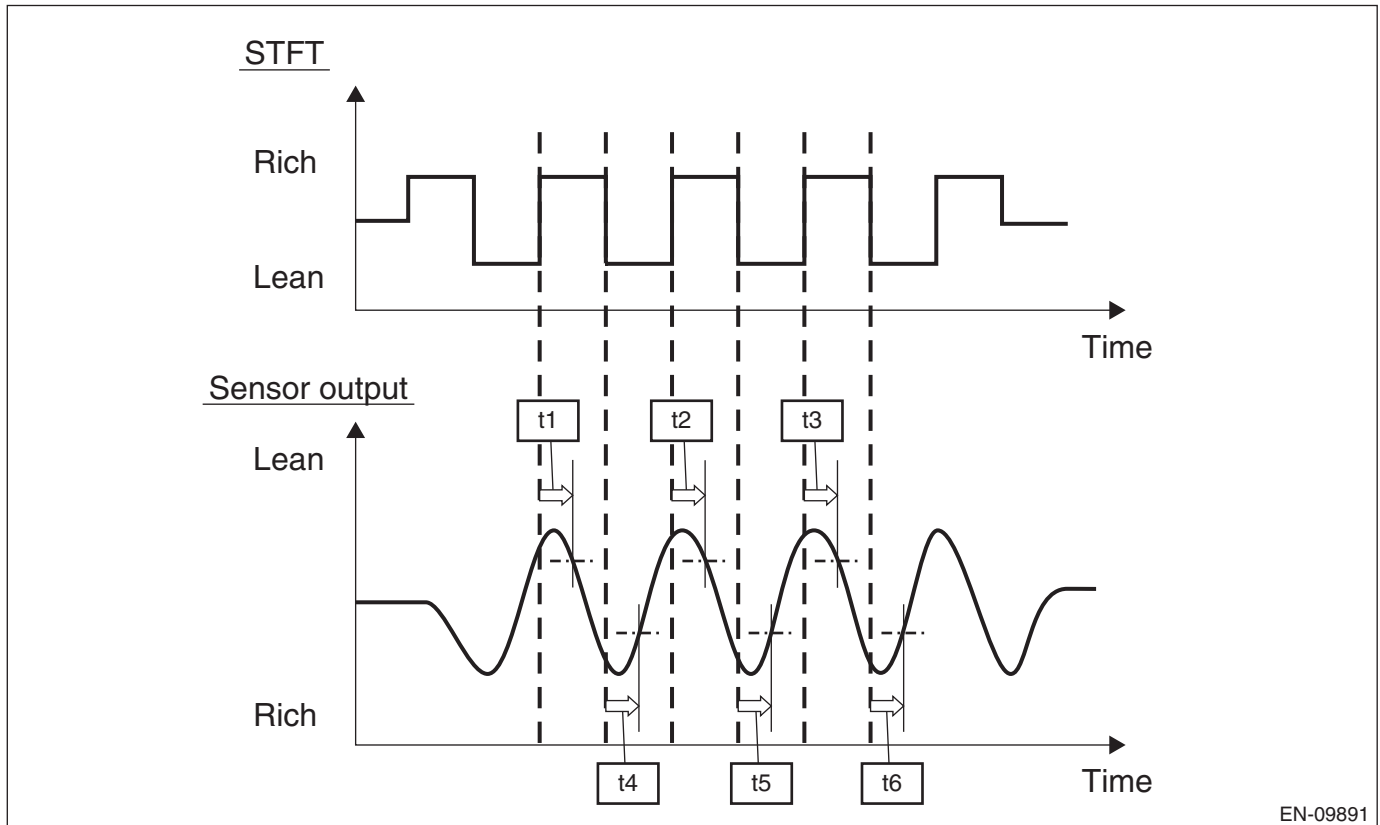 STFT
Rich
Lean
Time
Sensor output
t1
t2
t3
Lean
Rich
t4
t5
t6
Time
EN-09891